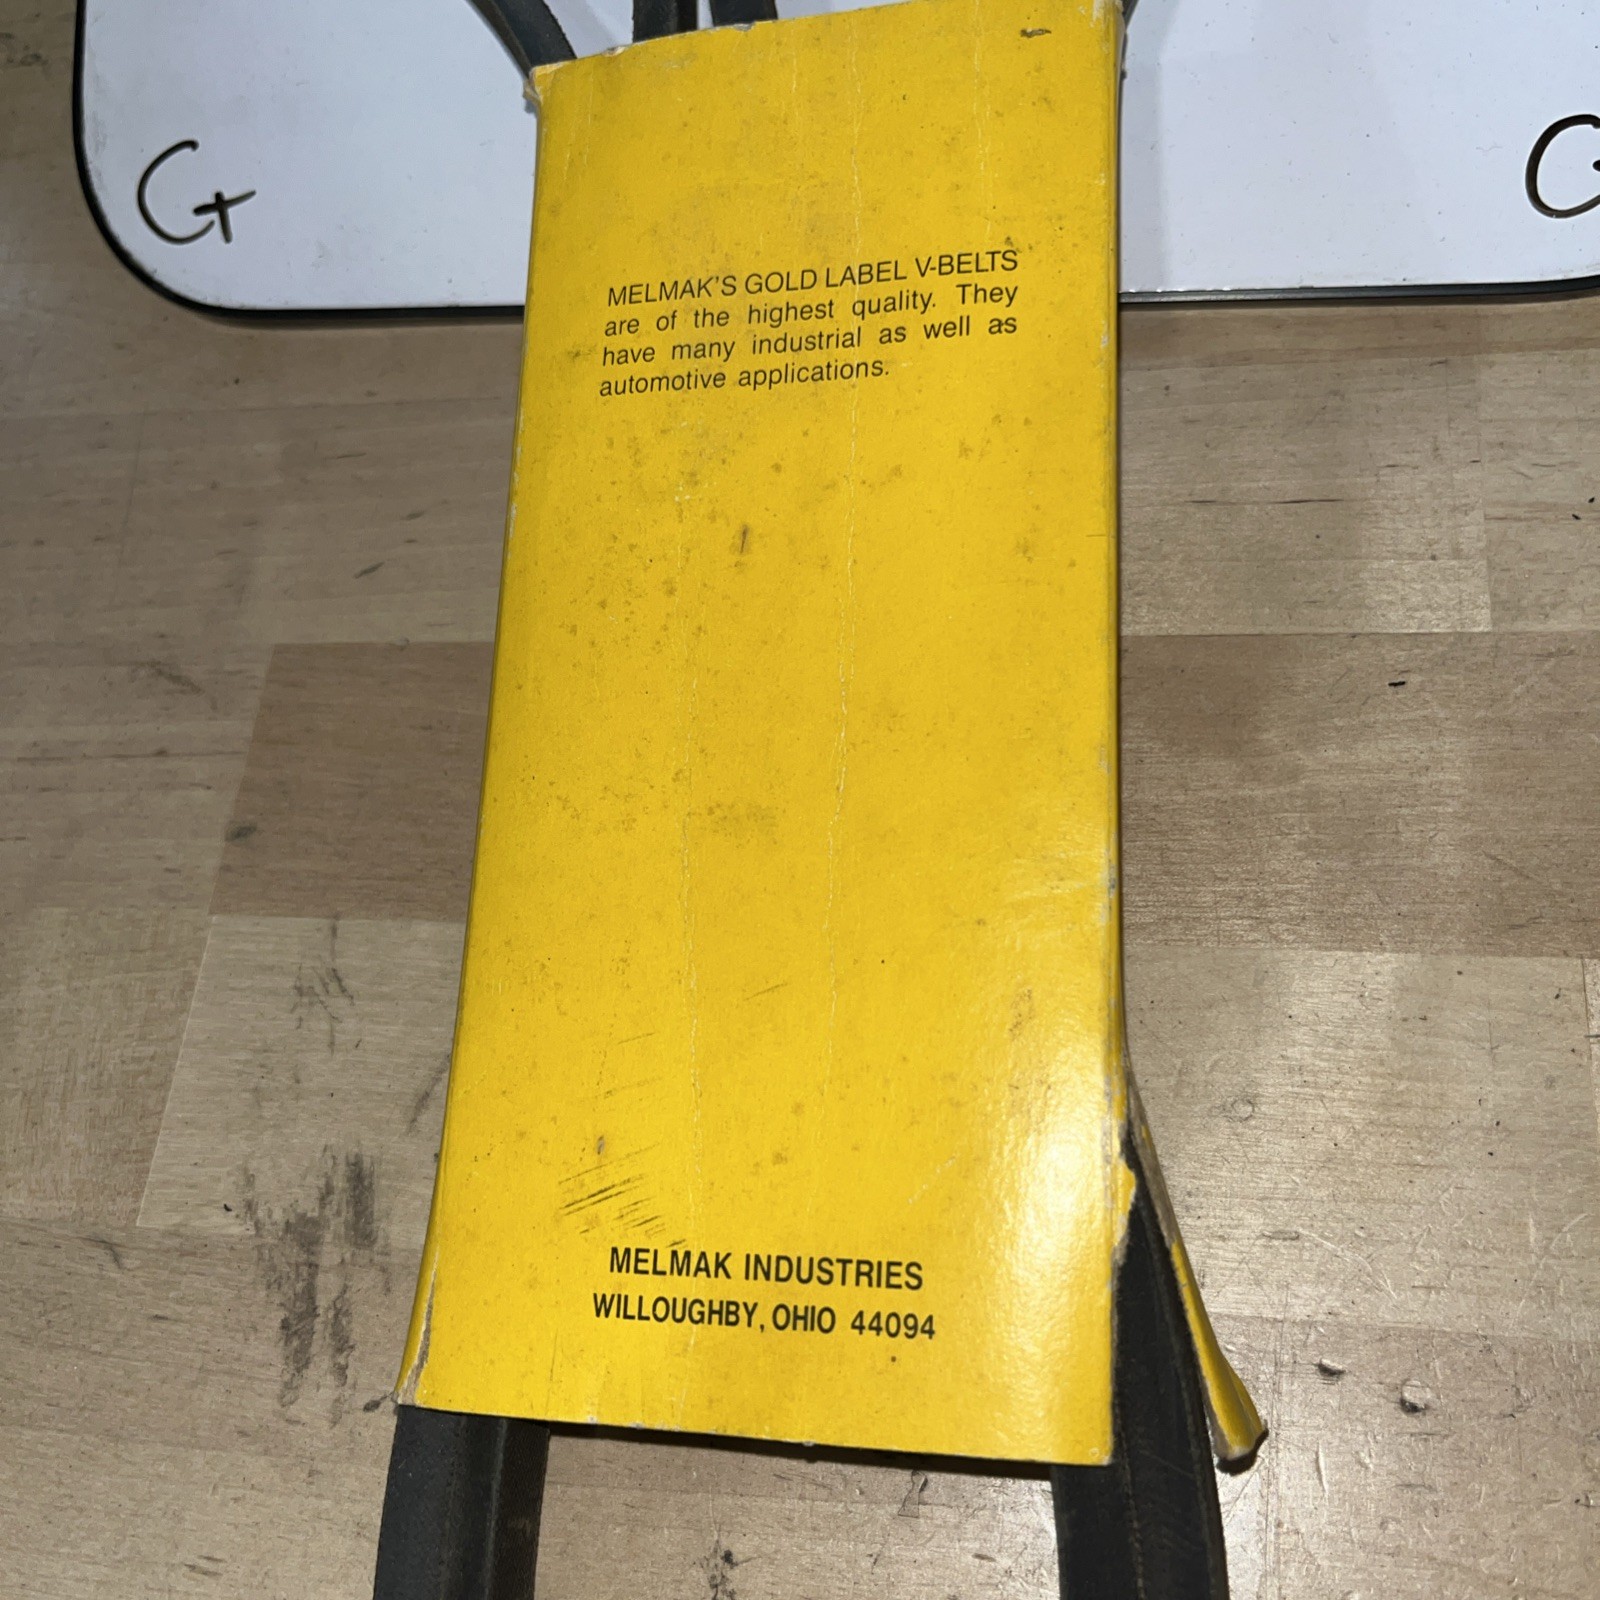 MELMAK'S GOLD LABEL V-BELTS
are of the highest quality. They
have many industrial as well as
automotive applications.
MELMAK INDUSTRIES
WILLOUGHBY, OHIO 44094